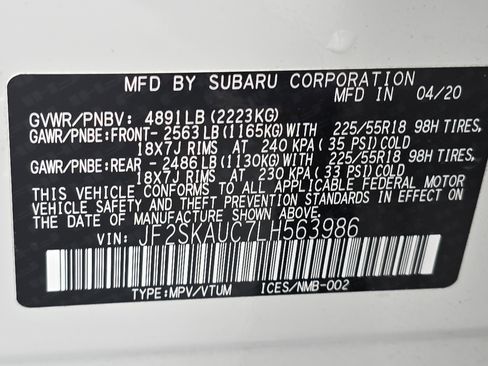 MFD BY SUBARU CORPORATION
MFD IN 04/20
GVWR/PNBV: 4891LB(2223KG)
GAWR/PNBE:FRONT-2563LB(1165KG)WITH 225/55R18 98H TIRES,
18X7J RIMS AT 240 KPA(35 PSI)COLD
GAWR/PNBE:REAR -2486LB(1130KG)WITH 225/55R18 98H TIRES,
18X7J RIMS AT 230 KPA(33 PSI)COLD
THIS VEHICLE CONFORMS TO ALL APPLICABLE FEDERAL MOTOR
VEHICLE SAFETY AND THEFT PREVENTION STANDARDS IN EFFECT ON
THE DATE OF MANUFACTURE SHOWN ABOVE.
VIN: JF2SKAUC7LH563986
TYPE:MPV/VTUM ICES/NMB-002